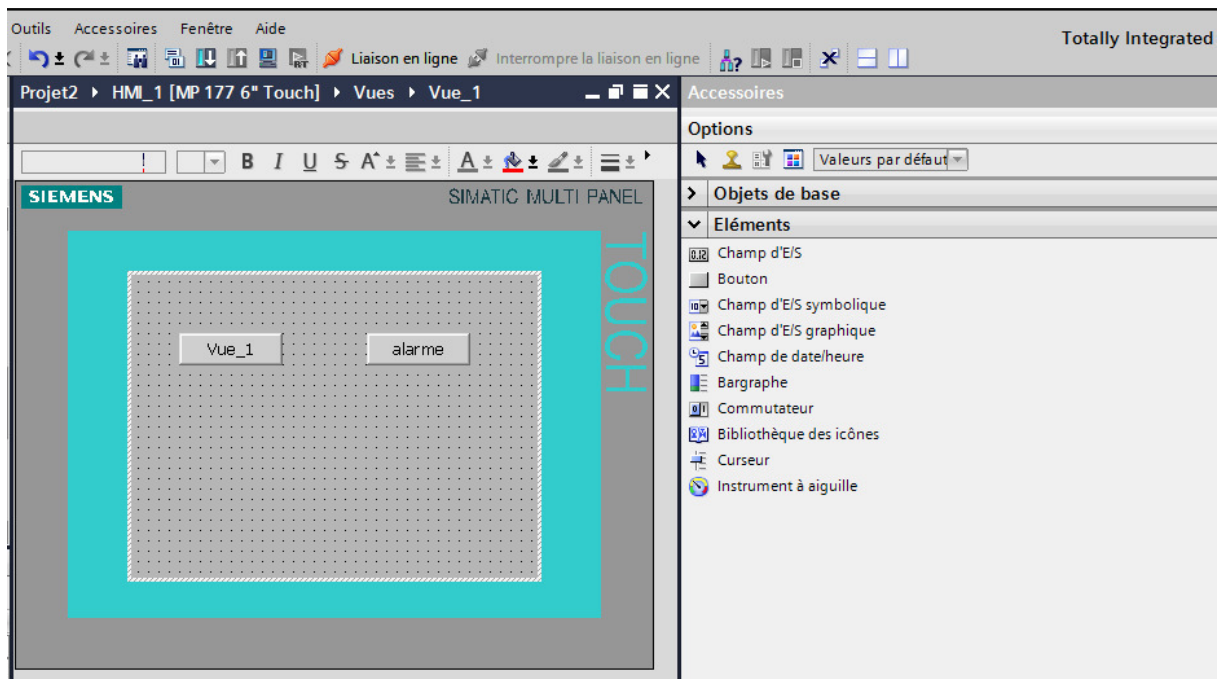 Outils Accessoires Fenêtre Aide
Totally Integrated
Liaison en ligne Interrompre la liaison en ligne
Projet2 HMI_1 [MP 177 6" Touch] Vues Vue_1
Accessoires
Options
B I U S A A
Valeurs par défaut
SIEMENS SIMATIC MULTI PANEL
TOUCH
Vue_1 alarme
Objets de base
Eléments
Champ d'E/S
Bouton
Champ d'E/S symbolique
Champ d'E/S graphique
Champ de date/heure
Bargraphe
Commutateur
Bibliothèque des icônes
Curseur
Instrument à aiguille